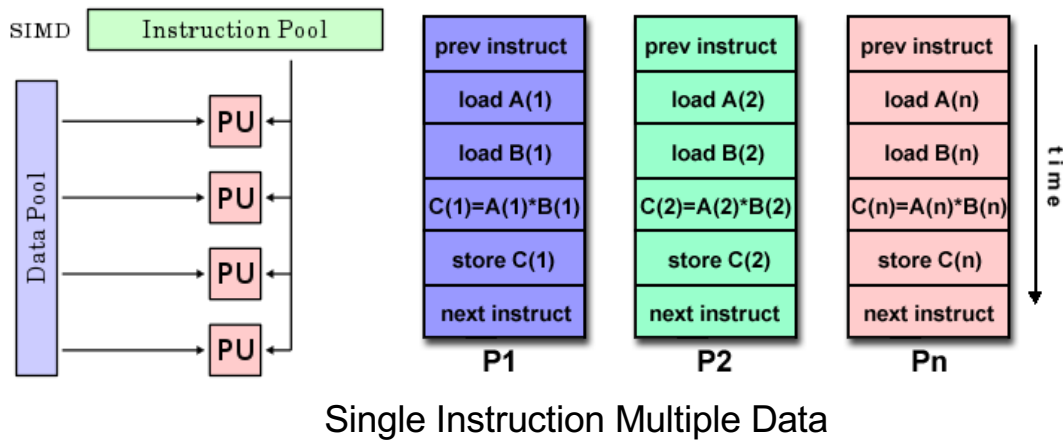 SIMD
Instruction Pool
Data Pool
PU
PU
PU
PU
prev instruct
load A(1)
load B(1)
C(1)=A(1)*B(1)
store C(1)
next instruct
P1
prev instruct
load A(2)
load B(2)
C(2)=A(2)*B(2)
store C(2)
next instruct
P2
prev instruct
load A(n)
load B(n)
C(n)=A(n)*B(n)
store C(n)
next instruct
Pn
time
Single Instruction Multiple Data